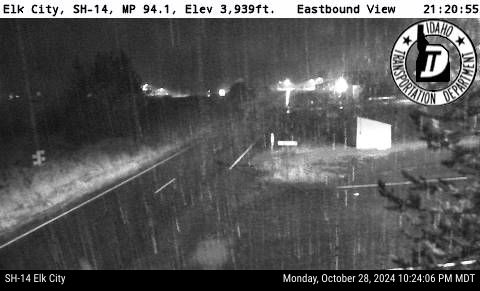 Elk City, SH-14, MP 94.1, Elev 3,939ft. Eastbound View 21:20:55
IDAHO
TRANSPORTATION DEPARTMENT
SH-14 Elk City Monday, October 28, 2024 10:24:06 PM MDT